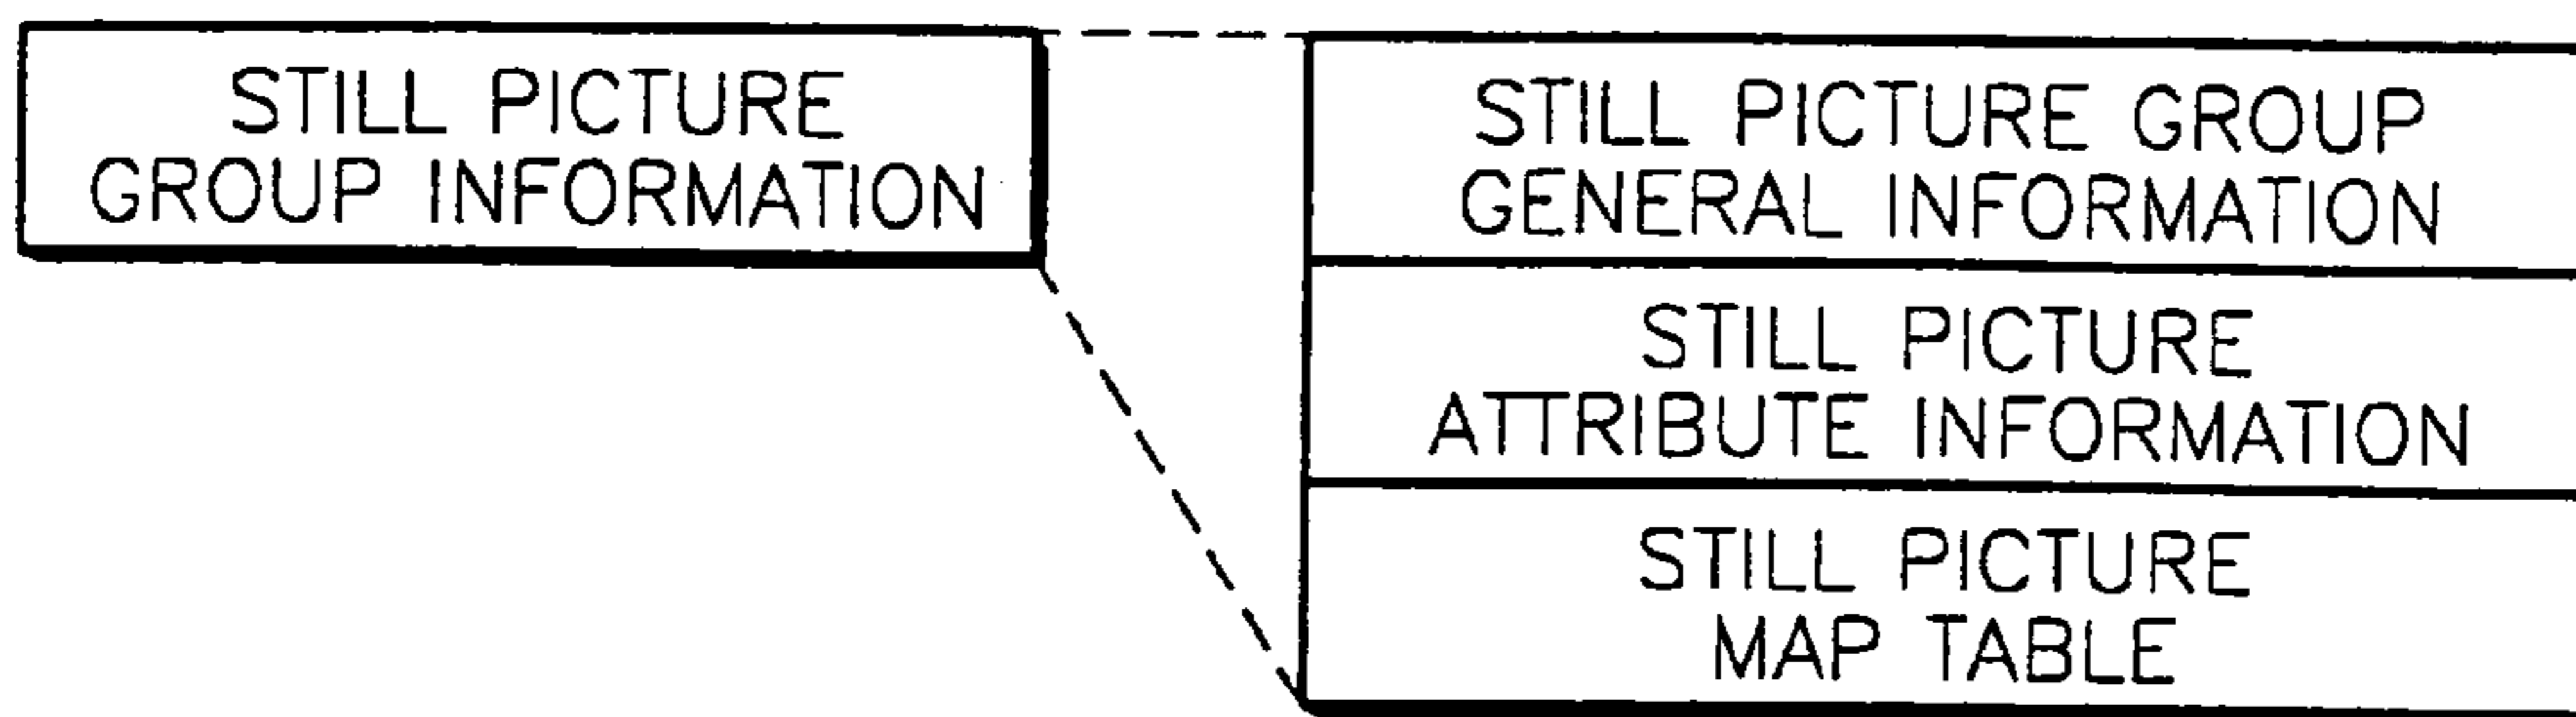 STILL PICTURE
GROUP INFORMATION
STILL PICTURE GROUP
GENERAL INFORMATION
STILL PICTURE
ATTRIBUTE INFORMATION
STILL PICTURE
MAP TABLE